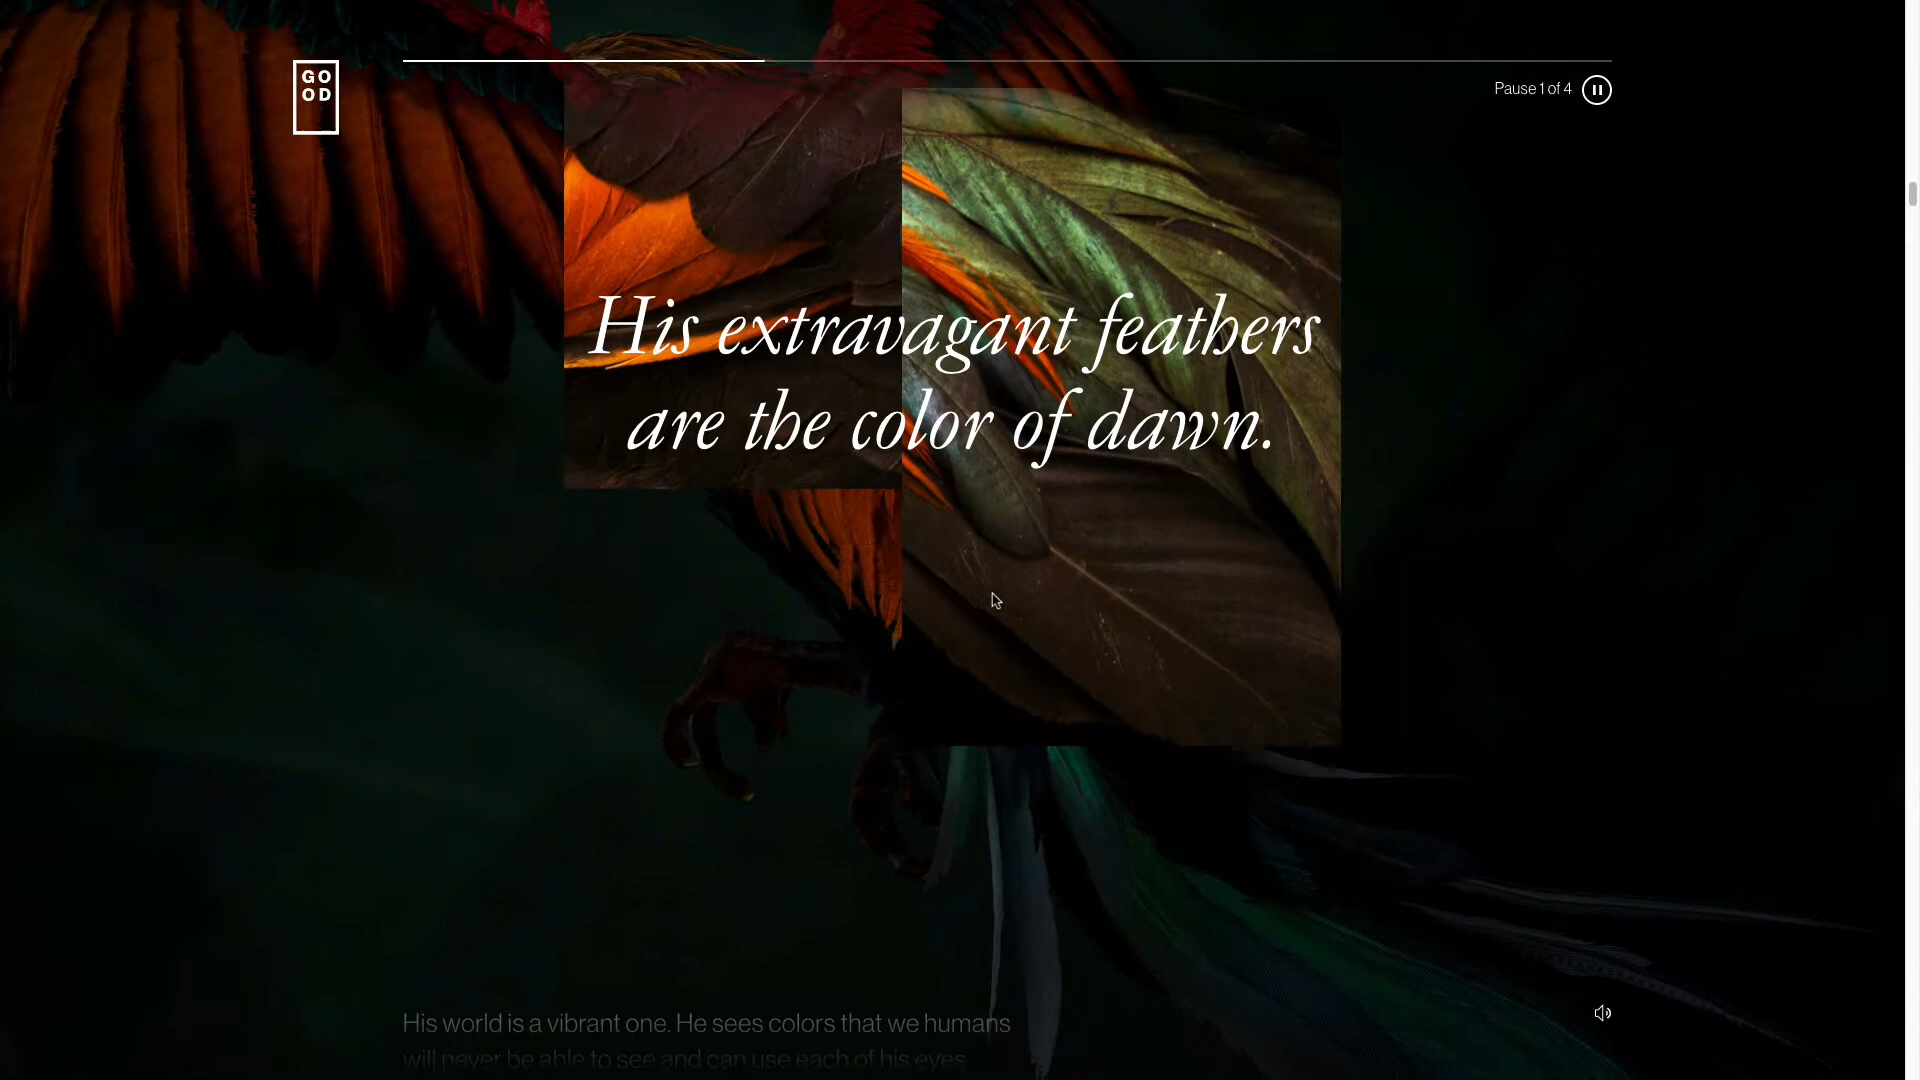 GO
OD
Pause 1 of 4
His extravagant feathers
are the color of dawn.
His world is a vibrant one. He sees colors that we humans
will never be able to see and can use each of his eyes